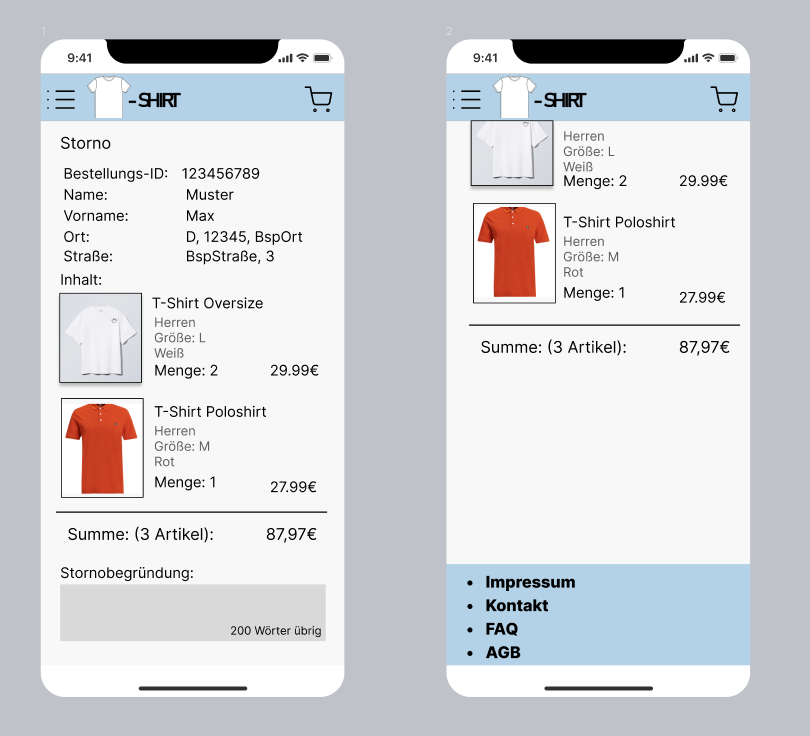 1
9:41
-SHIRT
Storno
Bestellungs-ID: 123456789
Name: Muster
Vorname: Max
Ort: D, 12345, BspOrt
Straße: BspStraße, 3
Inhalt:
T-Shirt Oversize
Herren
Größe: L
Weiß
Menge: 2 29.99€
T-Shirt Poloshirt
Herren
Größe: M
Rot
Menge: 1 27.99€
Summe: (3 Artikel): 87,97€
Stornobegründung:
200 Wörter übrig
2
9:41
-SHIRT
Herren
Größe: L
Weiß
Menge: 2 29.99€
T-Shirt Poloshirt
Herren
Größe: M
Rot
Menge: 1 27.99€
Summe: (3 Artikel): 87,97€
• Impressum
• Kontakt
• FAQ
• AGB